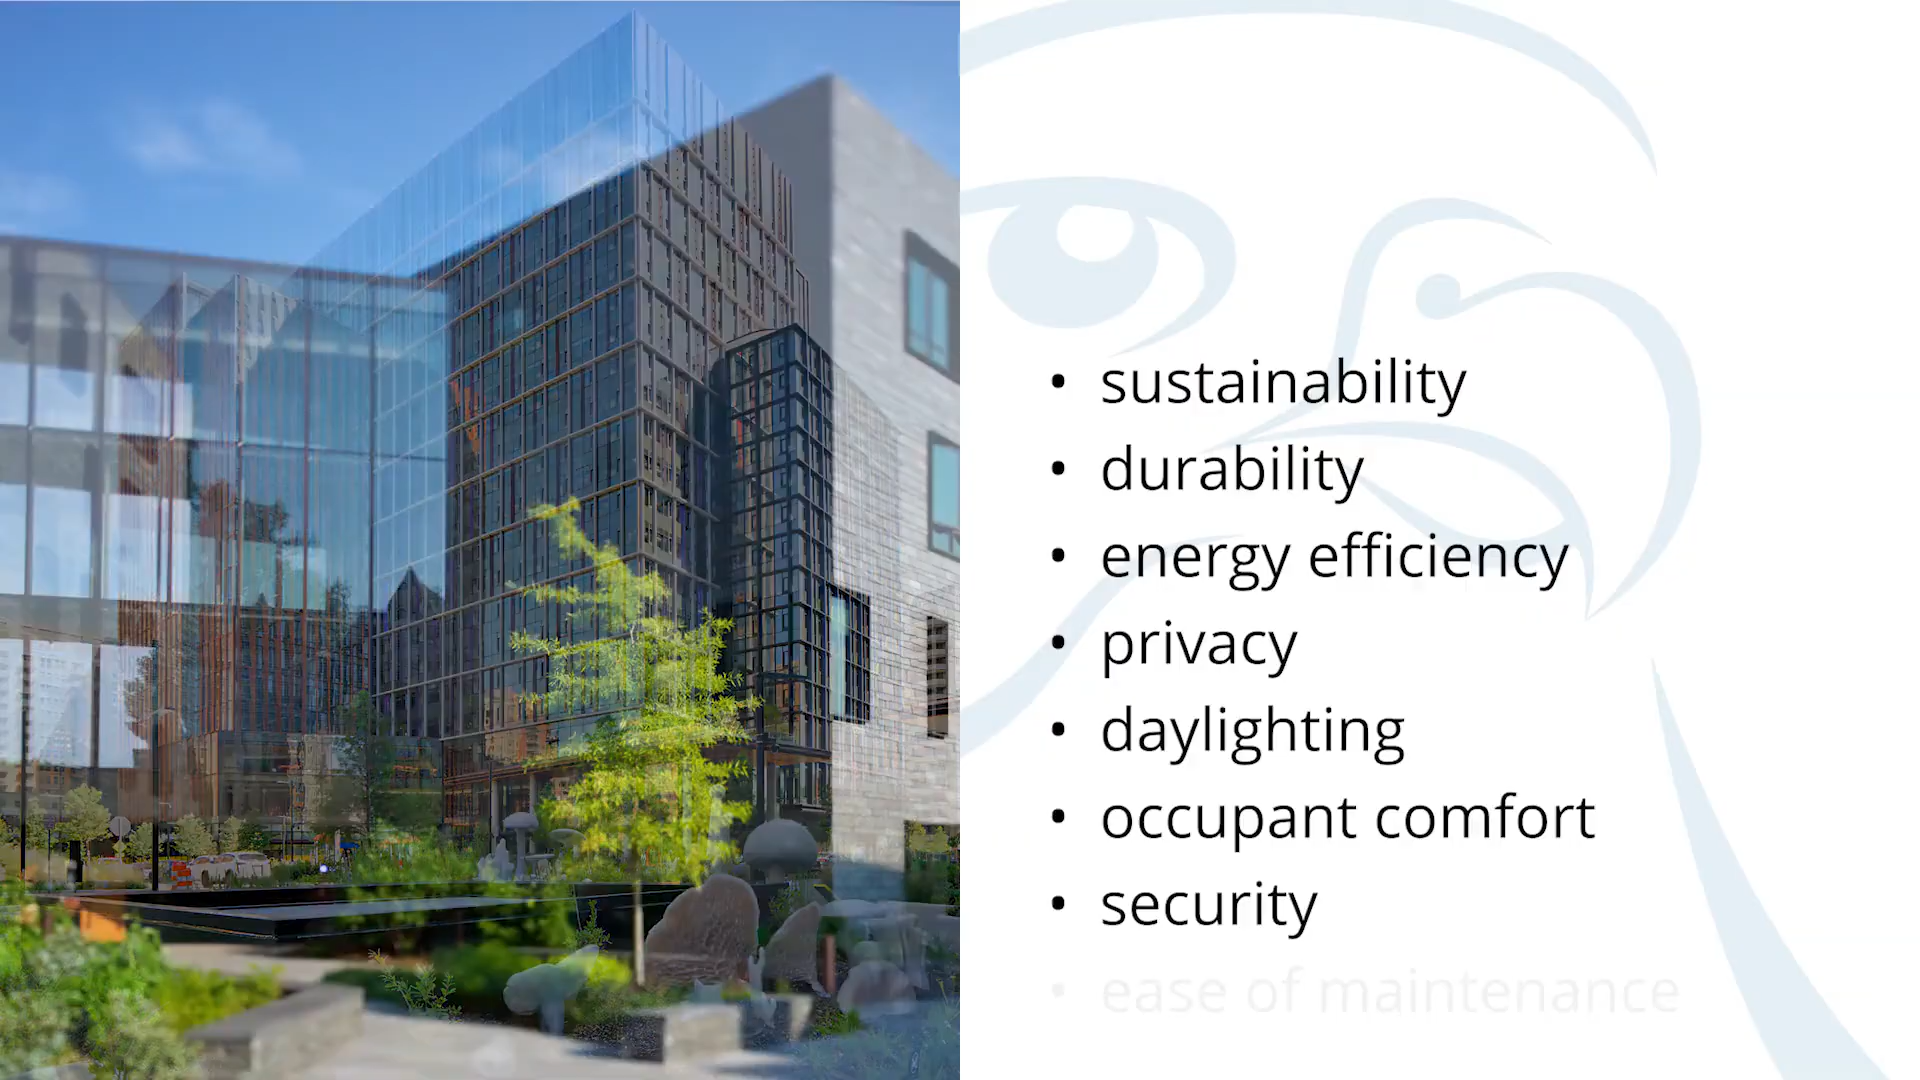 • sustainability
• durability
• energy efficiency
• privacy
• daylighting
• occupant comfort
• security
• ease of maintenance